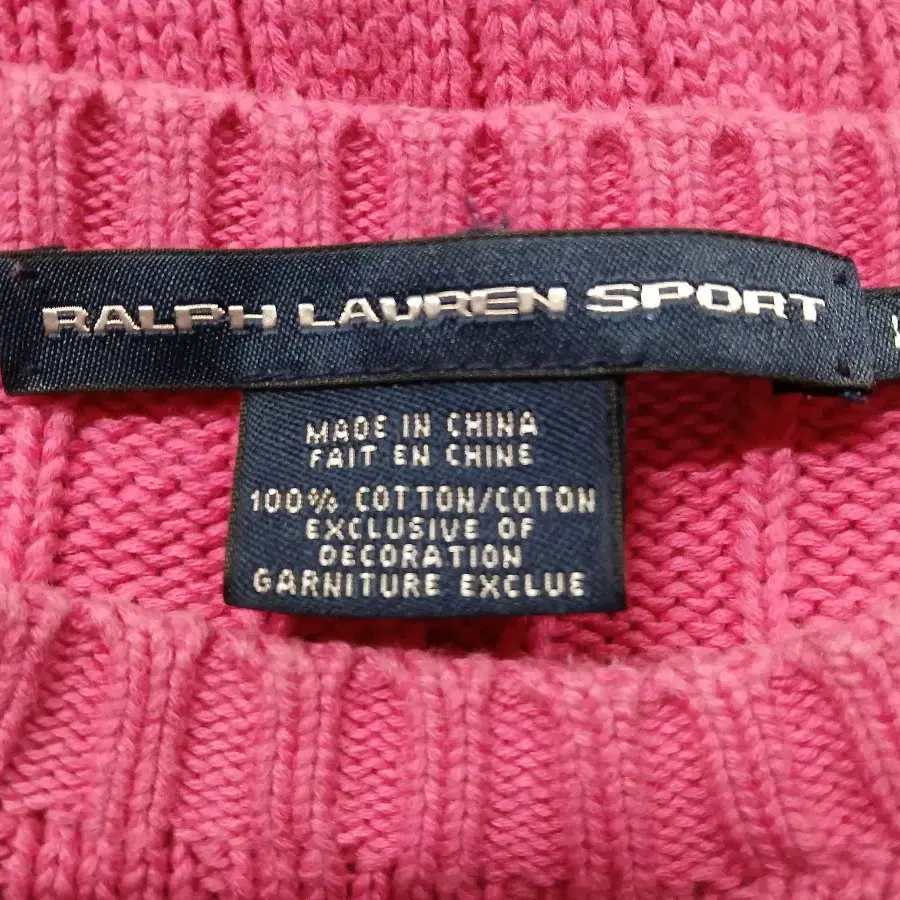 RALPH LAUREN SPORT
MADE IN CHINA
FAIT EN CHINE
100% COTTON/COTON
EXCLUSIVE OF
DECORATION
GARNITURE EXCLUE